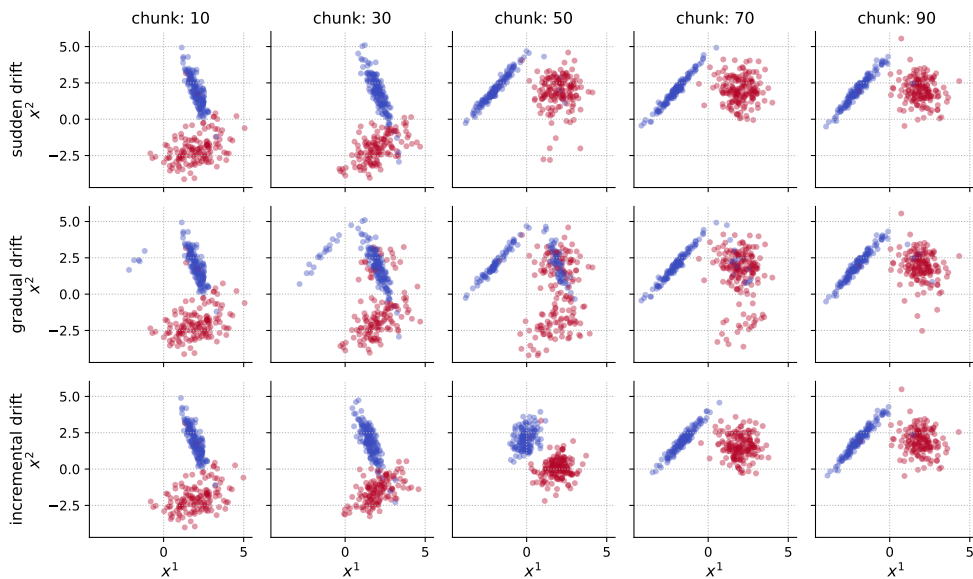 chunk: 10 chunk: 30 chunk: 50 chunk: 70 chunk: 90
sudden drift
x²
5.0
2.5
0.0
−2.5
gradual drift
x²
5.0
2.5
0.0
−2.5
incremental drift
x²
5.0
2.5
0.0
−2.5
0 5 0 5 0 5 0 5 0 5
x¹ x¹ x¹ x¹ x¹